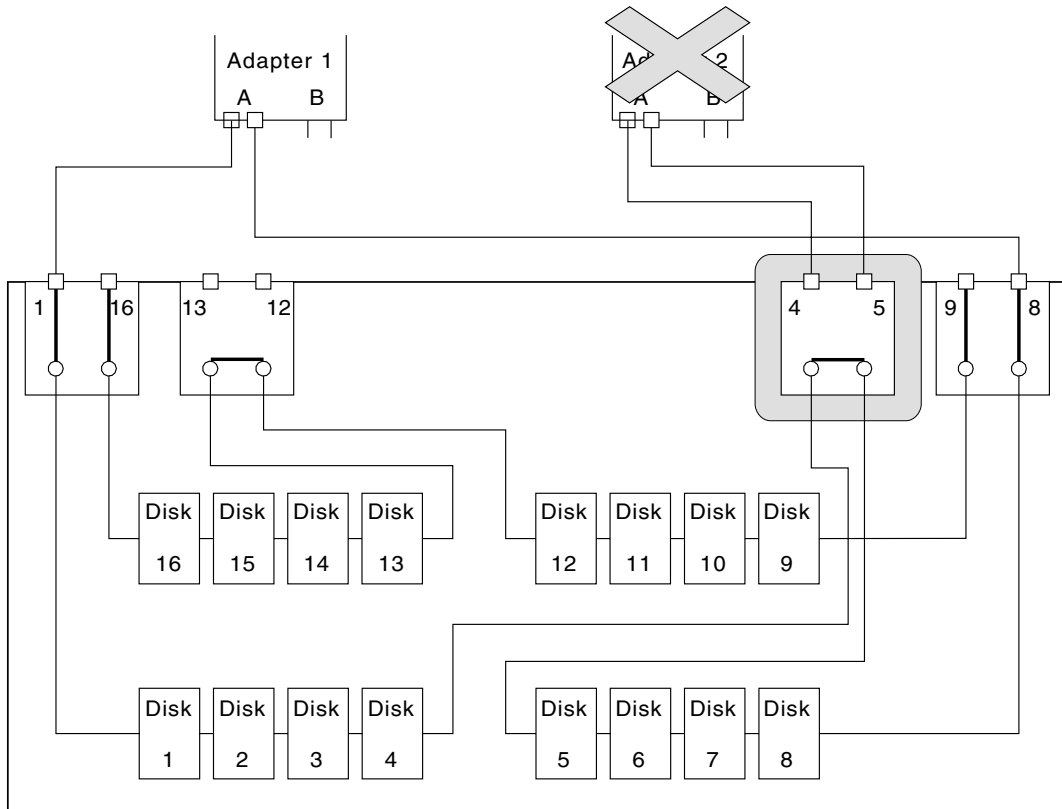 Adapter 1
A B
2
B
1 16 13 12 4 5 9 8
Disk Disk Disk Disk Disk Disk Disk Disk
16 15 14 13 12 11 10 9
Disk Disk Disk Disk Disk Disk Disk Disk
1 2 3 4 5 6 7 8